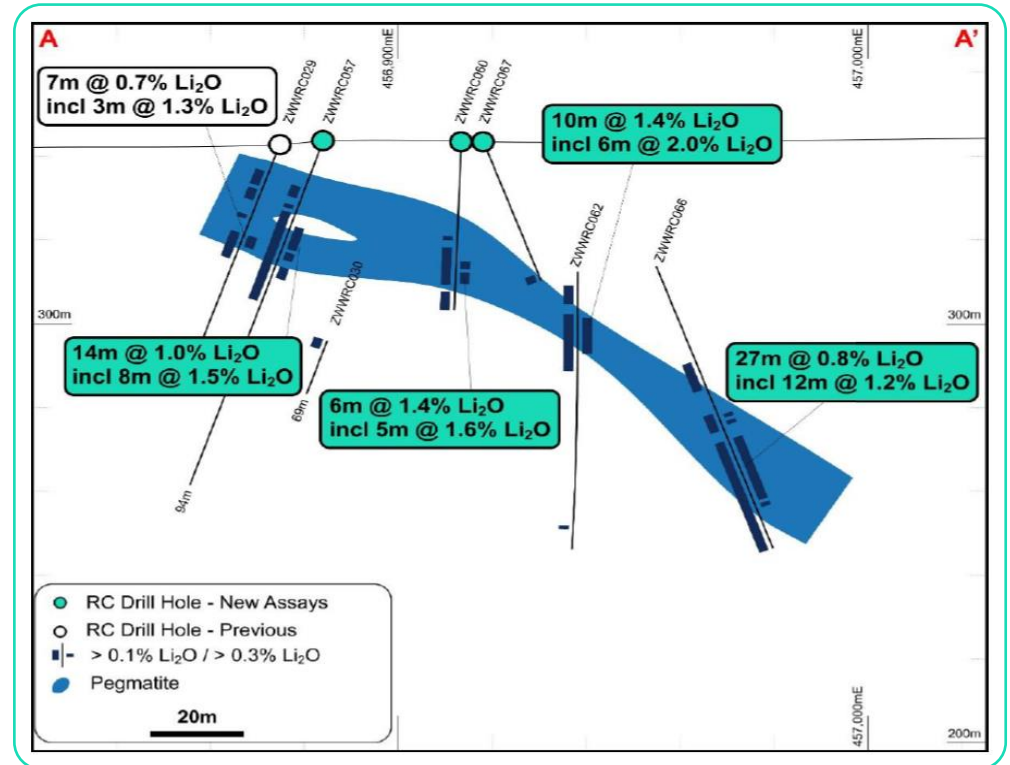 A
A'
456,900mE
457,000mE
7m @ 0.7% Li₂O
incl 3m @ 1.3% Li₂O
ZWWRC029
ZWWRC057
ZWWRC060
ZWWRC067
10m @ 1.4% Li₂O
incl 6m @ 2.0% Li₂O
ZWWRC062
ZWWRC066
ZWWRC030
300m
300m
14m @ 1.0% Li₂O
incl 8m @ 1.5% Li₂O
27m @ 0.8% Li₂O
incl 12m @ 1.2% Li₂O
6m @ 1.4% Li₂O
incl 5m @ 1.6% Li₂O
69m
94m
RC Drill Hole - New Assays
RC Drill Hole - Previous
> 0.1% Li₂O / > 0.3% Li₂O
Pegmatite
20m
457,000mE
200m